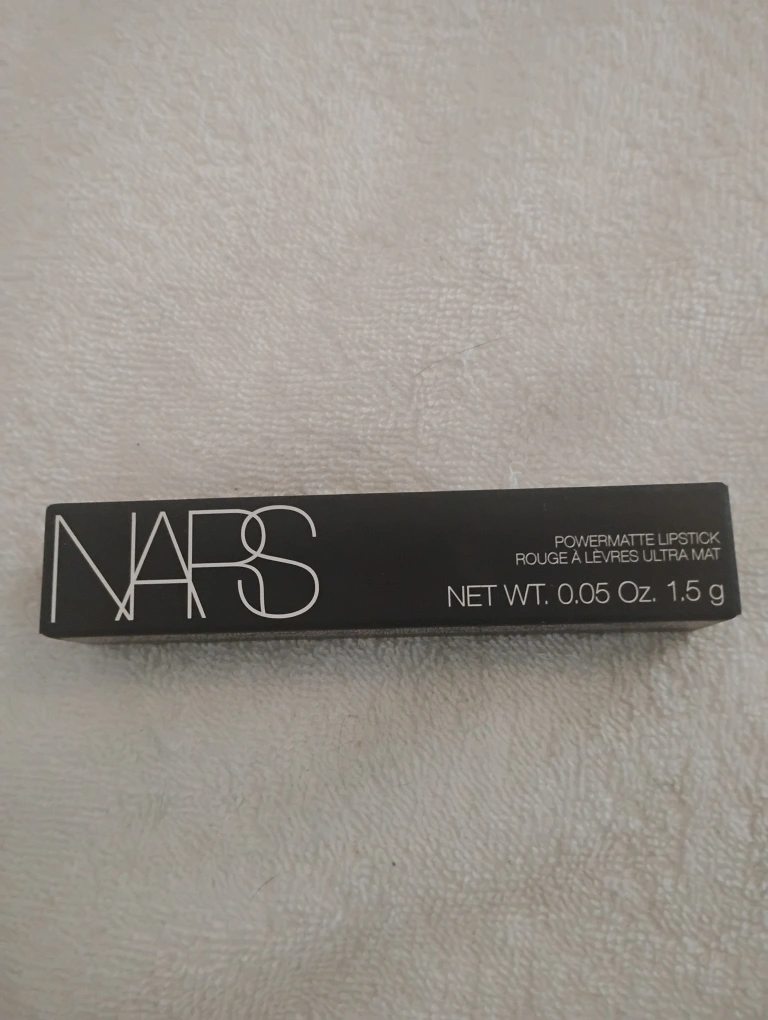 NARS
POWERMATTE LIPSTICK
ROUGE À LÈVRES ULTRA MAT
NET WT. 0.05 Oz. 1.5 g